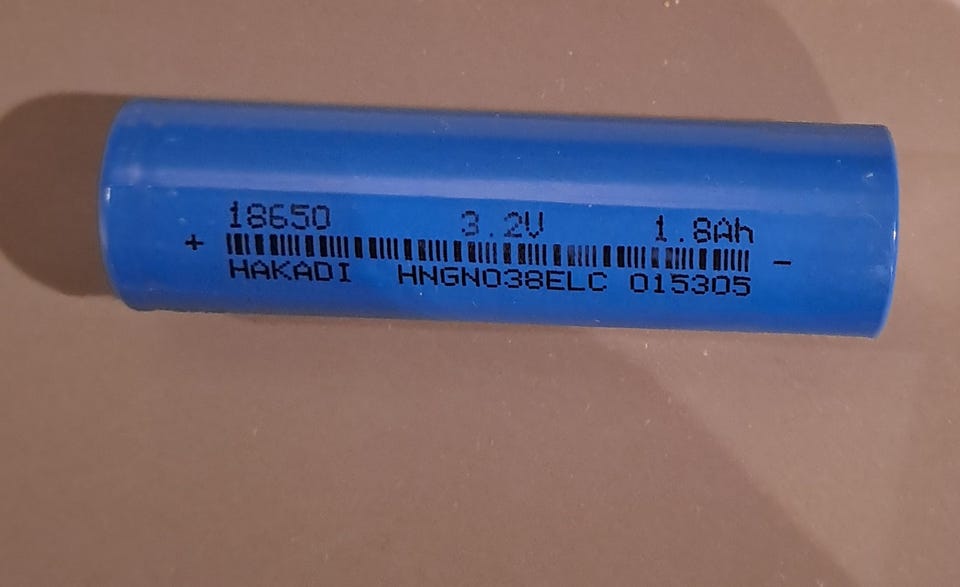 18650 3.2V 1.8Ah
+ -
HAKADI HNGN038ELC 015305